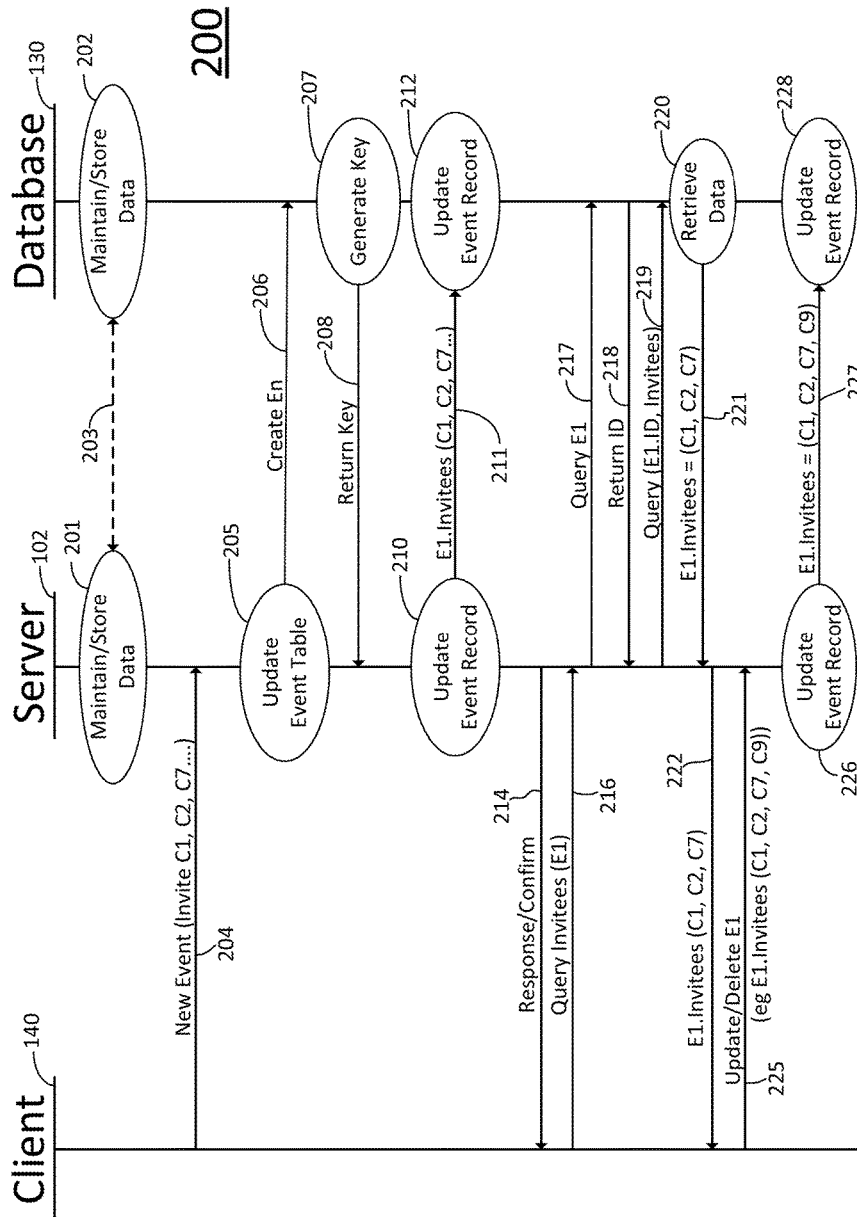 200
Client
140
Server
102
Database
130
Maintain/Store
Data
201
203
Maintain/Store
Data
202
New Event (Invite C1, C2, C7....)
204
Update
Event Table
205
Create En
206
Generate Key
207
Return Key
208
Update
Event Record
210
E1.Invitees (C1, C2, C7...)
211
Update
Event Record
212
Response/Confirm
214
Query Invitees (E1)
216
Query E1
217
Return ID
218
Query (E1.ID, Invitees)
219
Retrieve
Data
220
E1.Invitees = (C1, C2, C7)
221
E1.Invitees (C1, C2, C7)
222
Update/Delete E1
(eg E1.Invitees (C1, C2, C7, C9))
225
Update
Event Record
226
E1.Invitees = (C1, C2, C7, C9)
227
Update
Event Record
228